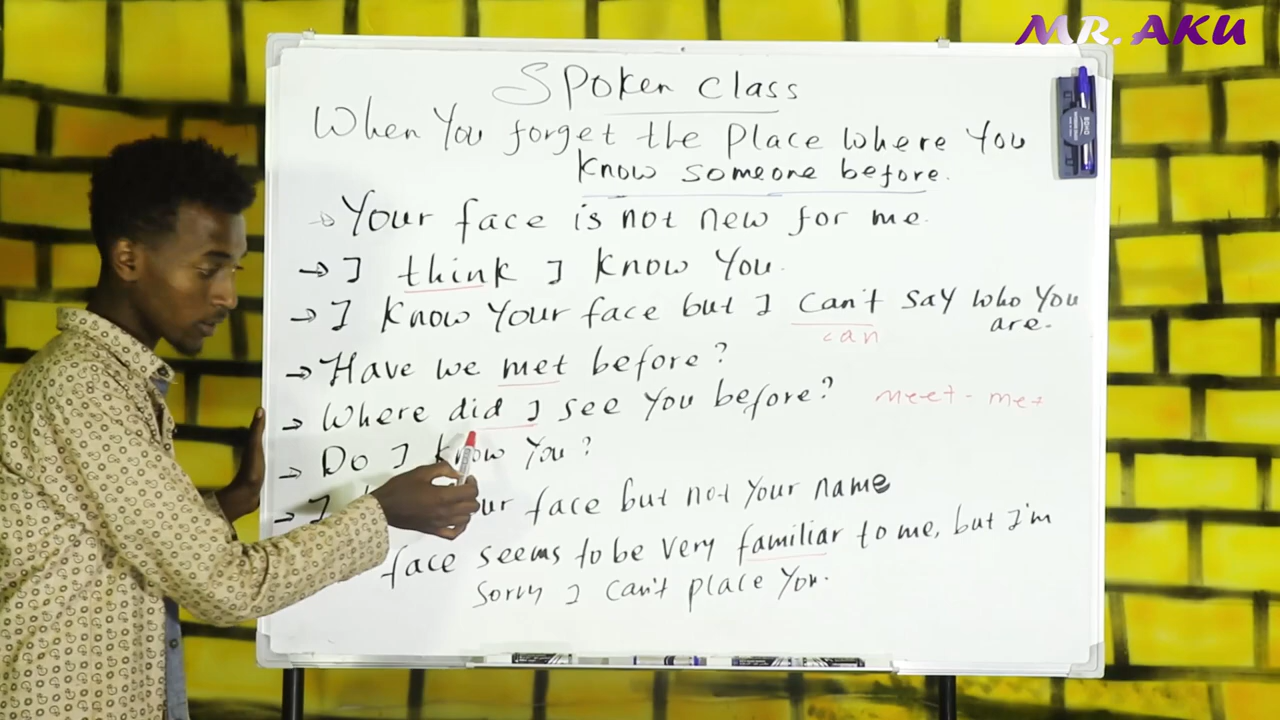 MR. AKU
Spoken class
When You forget the Place where You
know someone before.
→ Your face is not new for me.
→ I think I know You.
→ I know Your face but I can't say who You
are.
can
→ Have we met before?
→ Where did I see You before?
meet - met
→ Do I know You?
→ I ur face but not Your name
face seems to be very familiar to me, but I'm
sorry I can't place You.